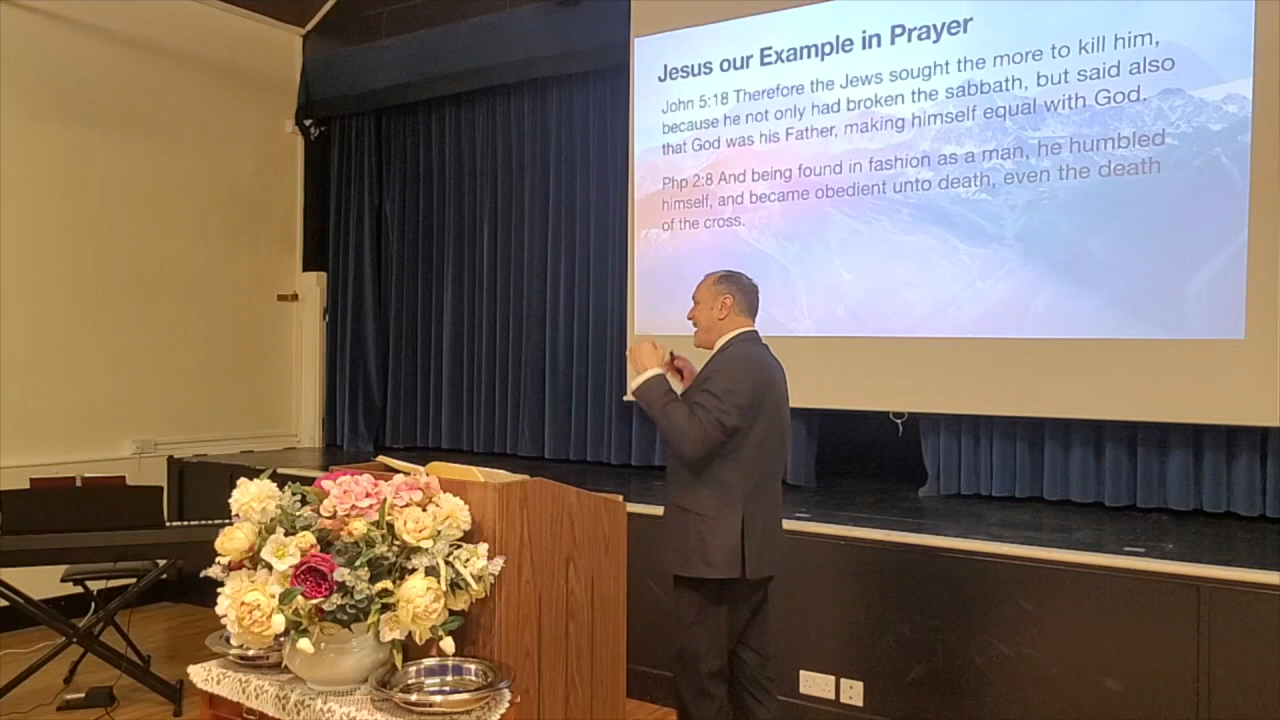 Jesus our Example in Prayer
John 5:18 Therefore the Jews sought the more to kill him,
because he not only had broken the sabbath, but said also
that God was his Father, making himself equal with God.
Php 2:8 And being found in fashion as a man, he humbled
himself, and became obedient unto death, even the death
of the cross.